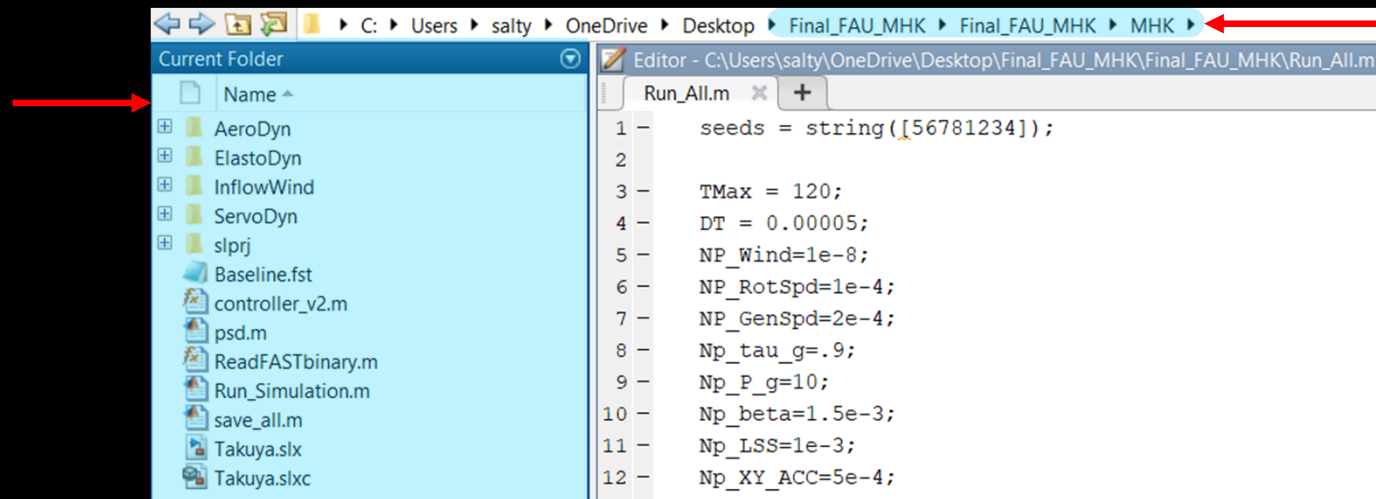 C: Users salty OneDrive Desktop Final_FAU_MHK Final_FAU_MHK MHK
Current Folder
Name
AeroDyn
ElastoDyn
InflowWind
ServoDyn
slprj
Baseline.fst
controller_v2.m
psd.m
ReadFASTbinary.m
Run_Simulation.m
save_all.m
Takuya.slx
Takuya.slxc
Editor - C:\Users\salty\OneDrive\Desktop\Final_FAU_MHK\Final_FAU_MHK\Run_All.m
Run_All.m
1 seeds = string([56781234]);
2
3 TMax = 120;
4 DT = 0.00005;
5 NP_Wind=1e-8;
6 NP_RotSpd=1e-4;
7 NP_GenSpd=2e-4;
8 Np_tau_g=.9;
9 Np_P_g=10;
10 Np_beta=1.5e-3;
11 Np_LSS=1e-3;
12 Np_XY_ACC=5e-4;